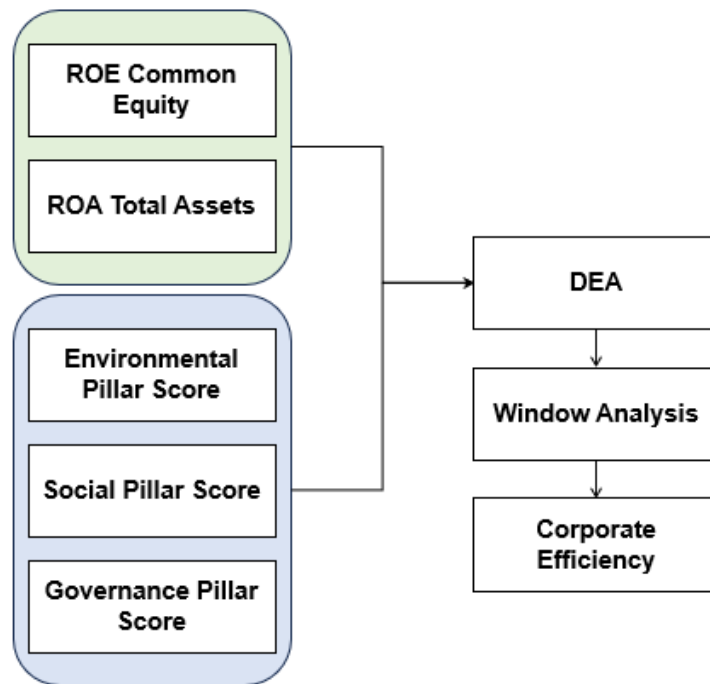 ROE Common
Equity
ROA Total Assets
Environmental
Pillar Score
Social Pillar Score
Governance Pillar
Score
DEA
Window Analysis
Corporate
Efficiency